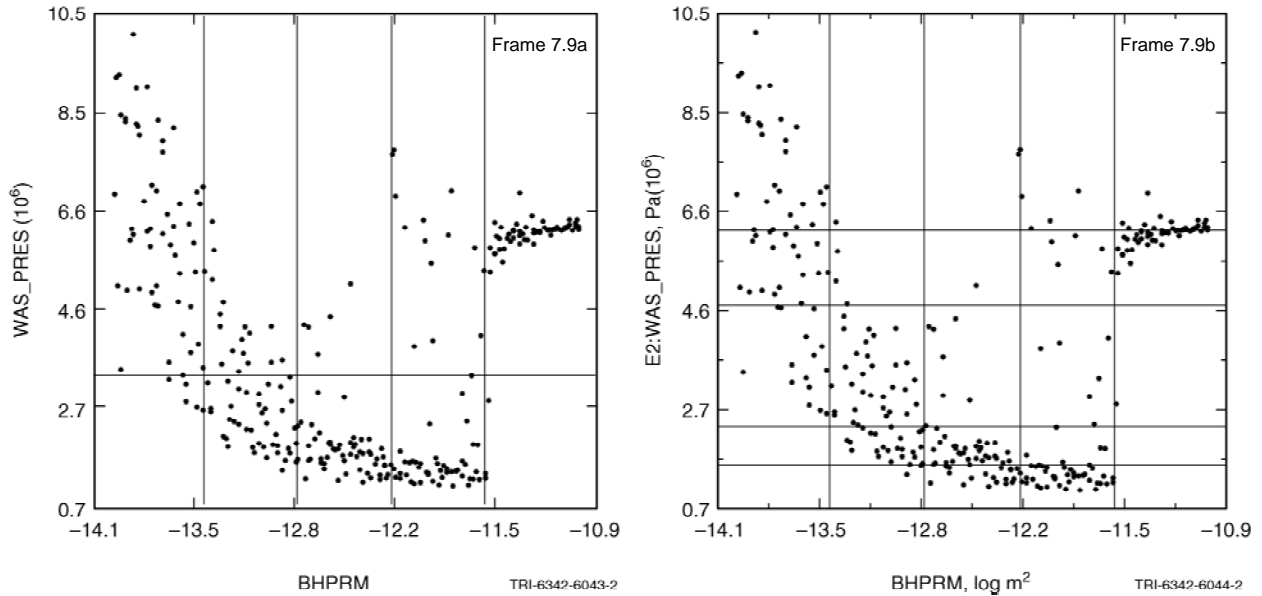 Frame 7.9a
WAS_PRES (10⁶)
10.5
8.5
6.6
4.6
2.7
0.7
−14.1 −13.5 −12.8 −12.2 −11.5 −10.9
BHPRM
TRI-6342-6043-2
Frame 7.9b
E2:WAS_PRES, Pa(10⁶)
10.5
8.5
6.6
4.6
2.7
0.7
−14.1 −13.5 −12.8 −12.2 −11.5 −10.9
BHPRM, log m²
TRI-6342-6044-2